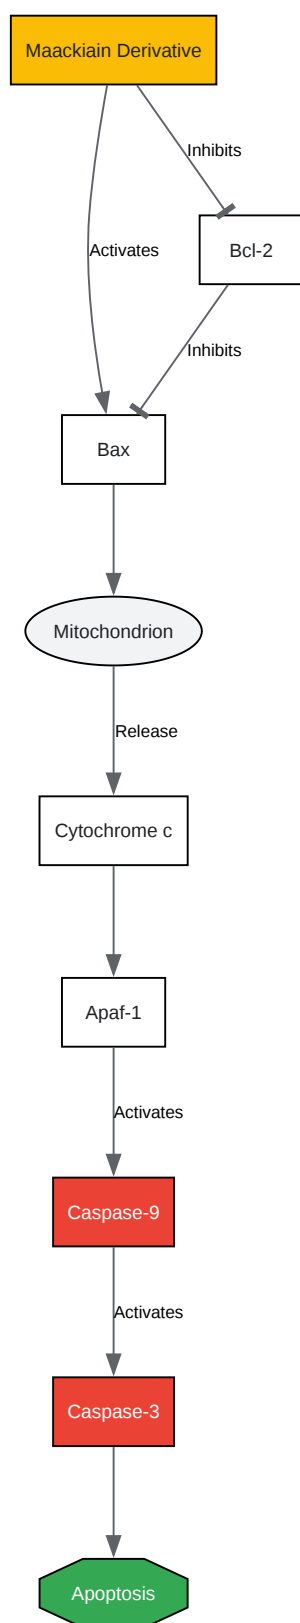 Maackiain Derivative
Inhibits
Activates
Bcl-2
Inhibits
Bax
Mitochondrion
Release
Cytochrome c
Apaf-1
Activates
Caspase-9
Activates
Caspase-3
Apoptosis